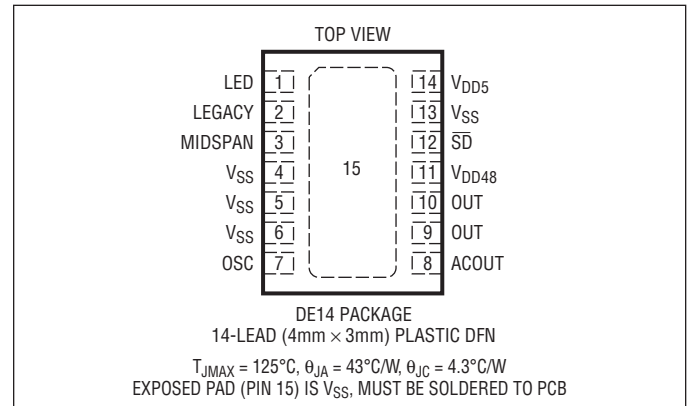 TOP VIEW
LED 1 14 VDD5
LEGACY 2 13 VSS
MIDSPAN 3 12 S̅D̅
VSS 4 15 11 VDD48
VSS 5 10 OUT
VSS 6 9 OUT
OSC 7 8 ACOUT
DE14 PACKAGE
14-LEAD (4mm × 3mm) PLASTIC DFN
TJMAX = 125°C, θJA = 43°C/W, θJC = 4.3°C/W
EXPOSED PAD (PIN 15) IS VSS, MUST BE SOLDERED TO PCB